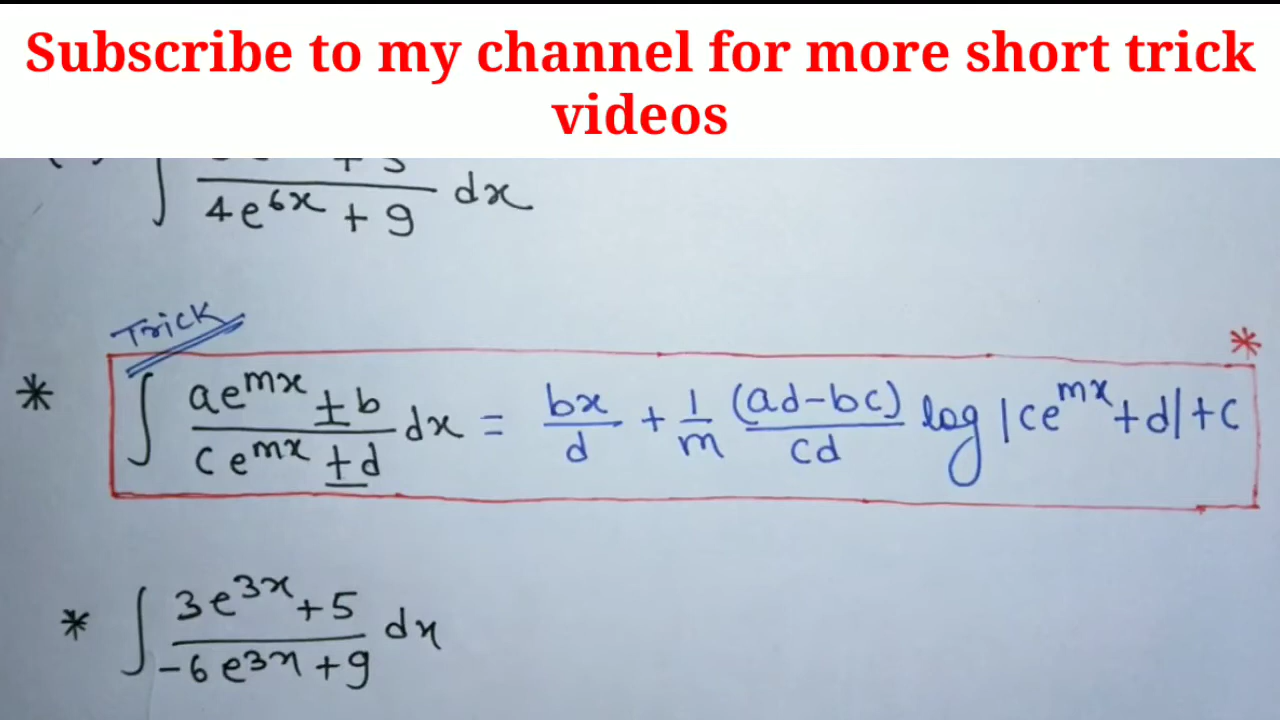 Subscribe to my channel for more short trick
videos
∫ / 4e^6x + 9 dx
Trick
* ∫ ae^mx ± b / ce^mx ± d dx = bx/d + 1/m (ad-bc)/cd log |ce^mx + d| + c *
* ∫ 3e^3x + 5 / -6e^3x + 9 dx